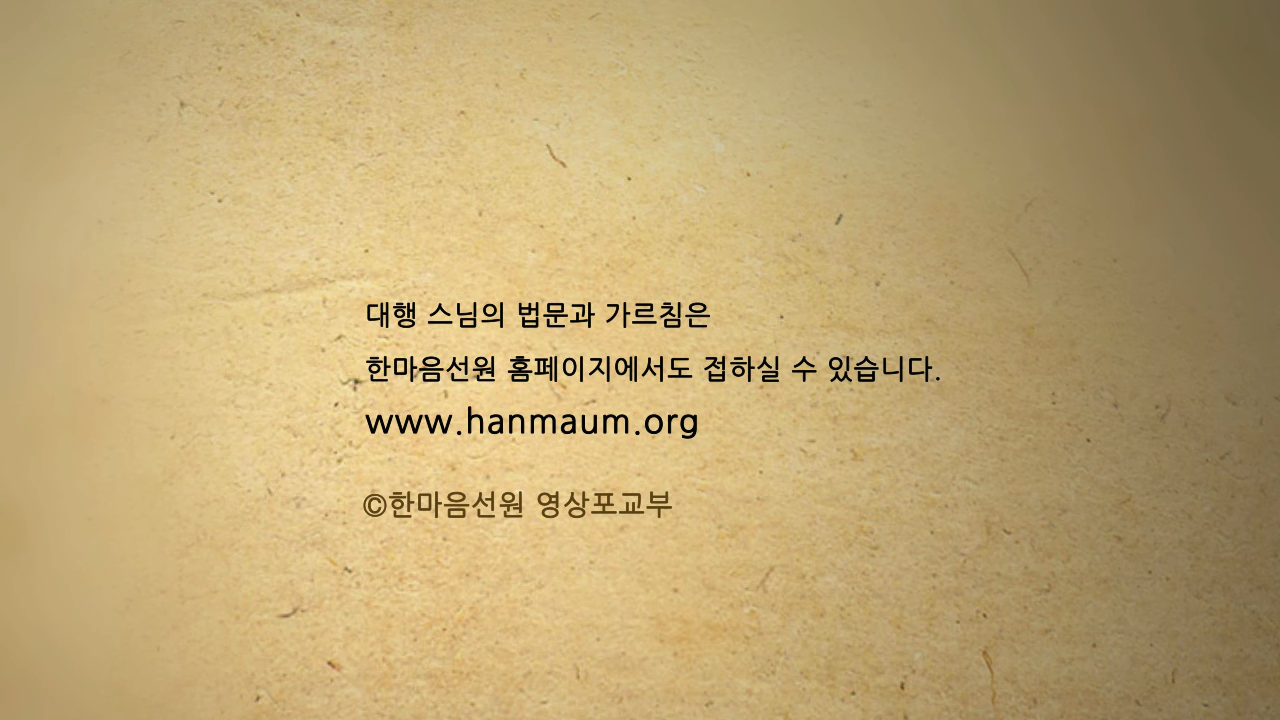 대행 스님의 법문과 가르침은
한마음선원 홈페이지에서도 접하실 수 있습니다.
www.hanmaum.org
©한마음선원 영상포교부